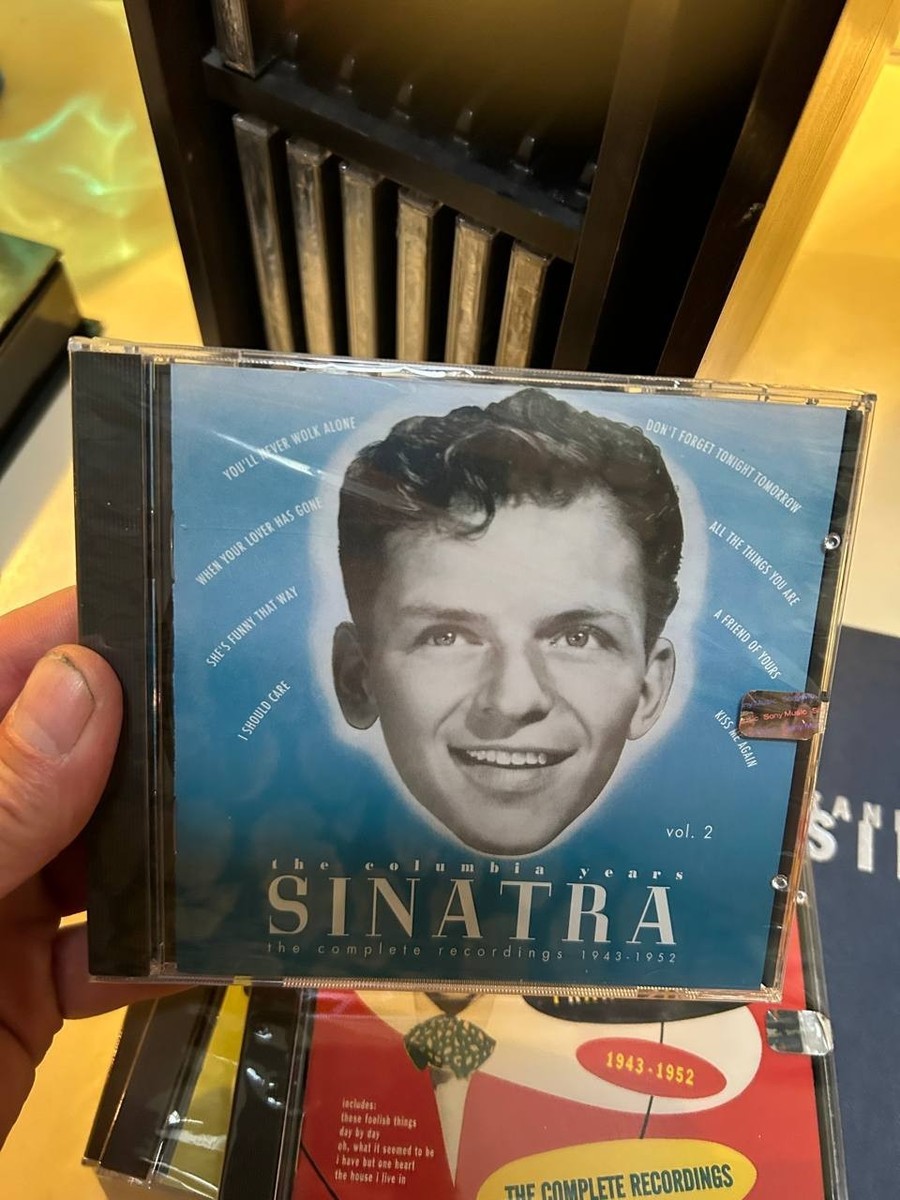 YOU'LL NEVER WOLK ALONE
WHEN YOUR LOVER HAS GONE
SHE'S FUNNY THAT WAY
I SHOULD CARE
DON'T FORGET TONIGHT TOMORROW
ALL THE THINGS YOU ARE
A FRIEND OF YOURS
KISS ME AGAIN
Sony Music
vol. 2
the columbia years
SINATRA
the complete recordings 1943-1952
1943-1952
includes:
these foolish things
day by day
oh, what it seemed to be
i have but one heart
the house i live in
THE COMPLETE RECORDINGS